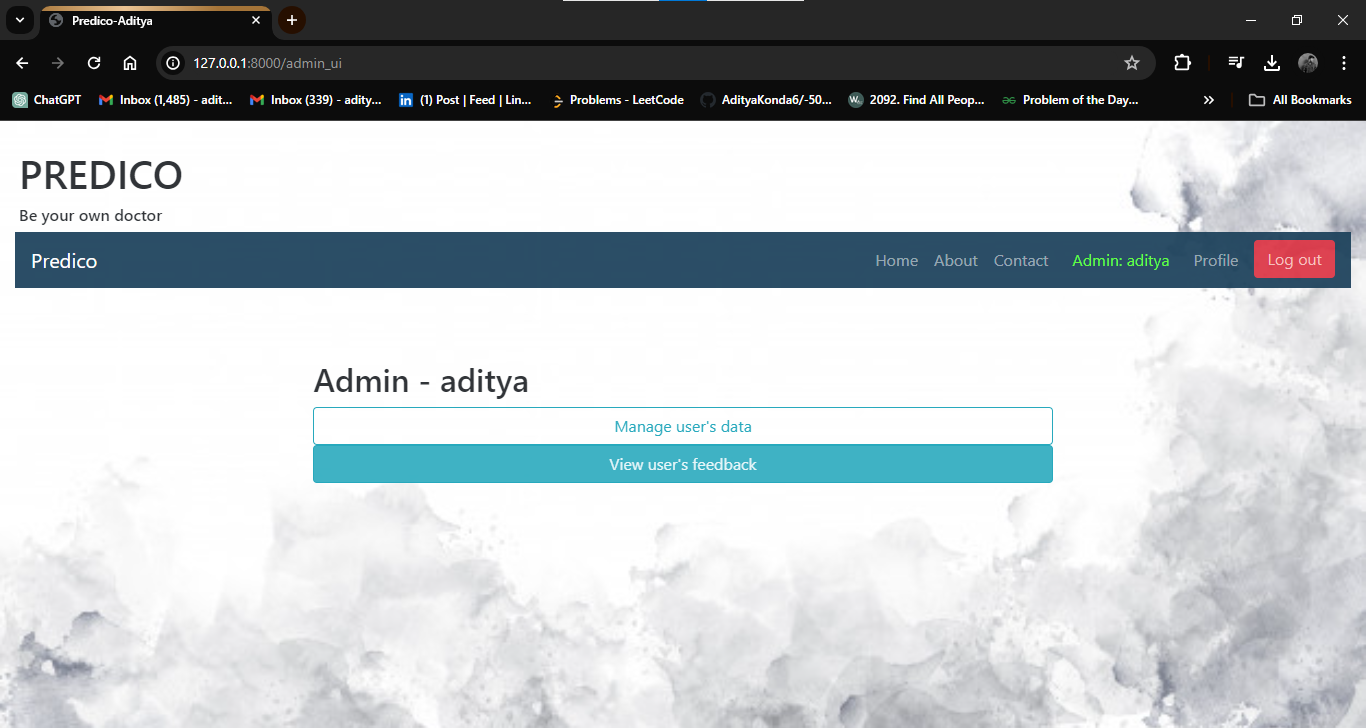 Predico-Aditya
127.0.0.1:8000/admin_ui
ChatGPT Inbox (1,485) - adit... Inbox (339) - adity... (1) Post | Feed | Lin... Problems - LeetCode AdityaKonda6/-50... W. 2092. Find All Peop... Problem of the Day... All Bookmarks
PREDICO
Be your own doctor
Predico Home About Contact Admin: aditya Profile Log out
Admin - aditya
Manage user's data
View user's feedback